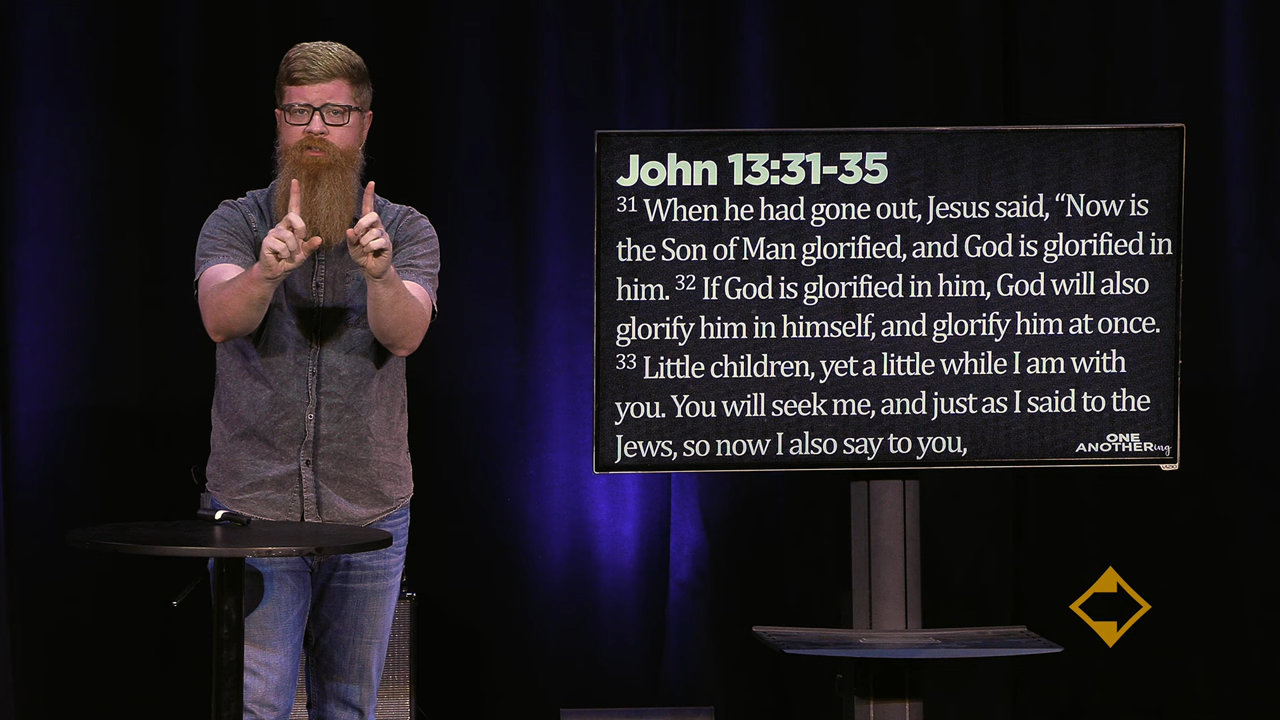 John 13:31-35
31 When he had gone out, Jesus said, “Now is
the Son of Man glorified, and God is glorified in
him. 32 If God is glorified in him, God will also
glorify him in himself, and glorify him at once.
33 Little children, yet a little while I am with
you. You will seek me, and just as I said to the
Jews, so now I also say to you,
ONE
ANOTHERing
VIZIO